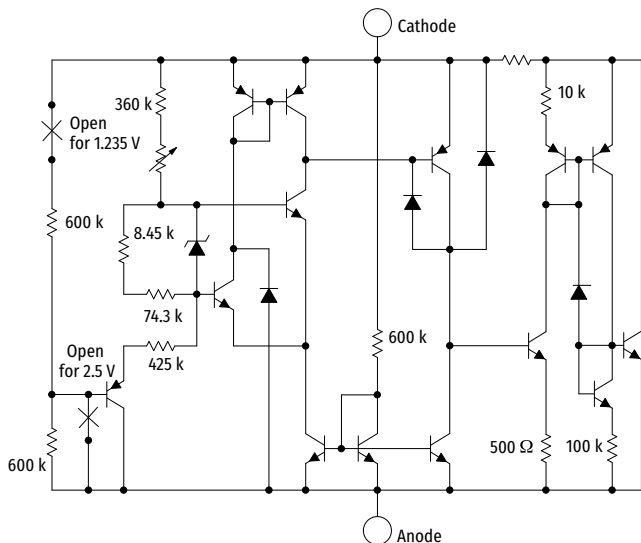 Cathode
360 k
10 k
Open
for 1.235 V
600 k
8.45 k
74.3 k
600 k
Open
for 2.5 V
425 k
600 k
500 Ω
100 k
Anode